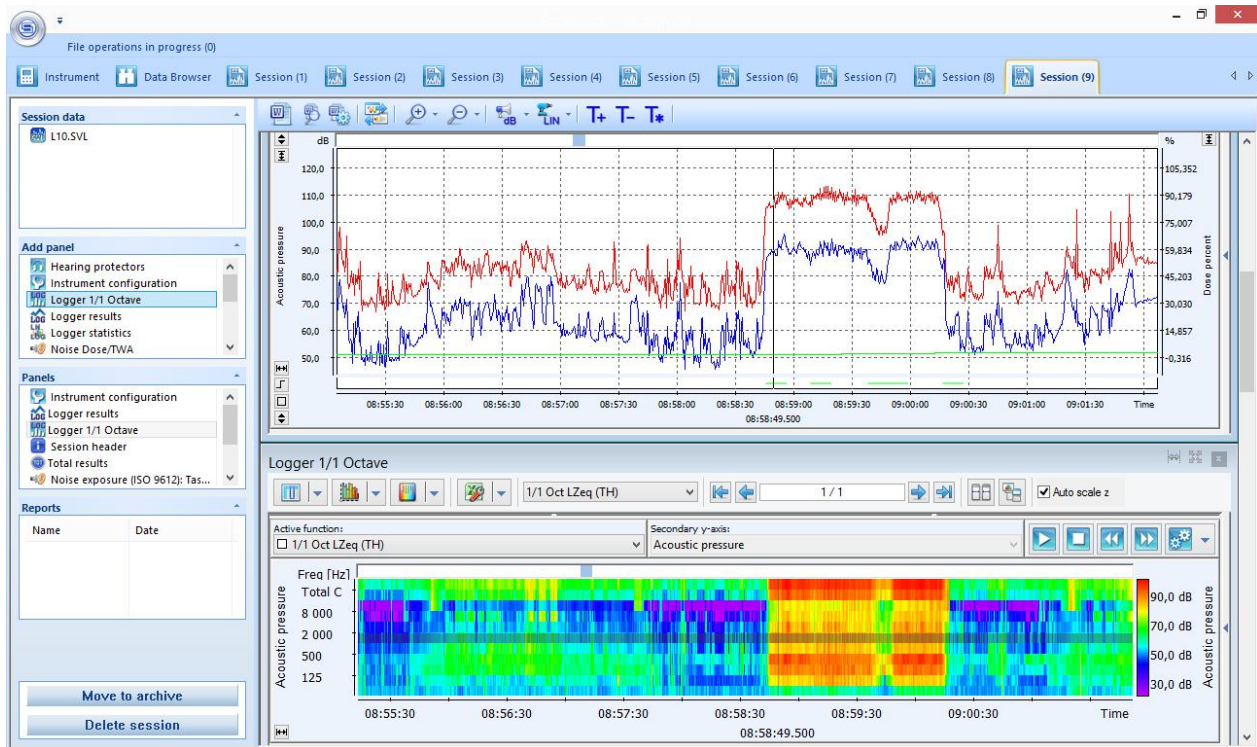 File operations in progress (0)
Instrument Data Browser Session (1) Session (2) Session (3) Session (4) Session (5) Session (6) Session (7) Session (8) Session (9)
Session data
L10.SVL
Add panel
Hearing protectors
Instrument configuration
Logger 1/1 Octave
Logger results
Logger statistics
Noise Dose/TWA
Panels
Instrument configuration
Logger results
Logger 1/1 Octave
Session header
Total results
Noise exposure (ISO 9612): Tas...
Reports
Name Date
Move to archive
Delete session
dB LIN T+ T- T*
dB %
120,0 105,352
110,0 90,179
100,0 75,007
90,0 59,834
80,0 45,203
70,0 30,030
60,0 14,857
50,0 -0,316
Acoustic pressure
Dose percent
08:55:30 08:56:00 08:56:30 08:57:00 08:57:30 08:58:00 08:58:30 08:59:00 08:59:30 09:00:00 09:00:30 09:01:00 09:01:30 Time
08:58:49.500
Logger 1/1 Octave
1/1 Oct LZeq (TH) 1/1 Auto scale z
Active function: Secondary y-axis:
1/1 Oct LZeq (TH) Acoustic pressure
Freq [Hz]
Total C
8 000
2 000
500
125
Acoustic pressure
90,0 dB
70,0 dB
50,0 dB
30,0 dB
Acoustic pressure
08:55:30 08:56:30 08:57:30 08:58:30 08:59:30 09:00:30 Time
08:58:49.500